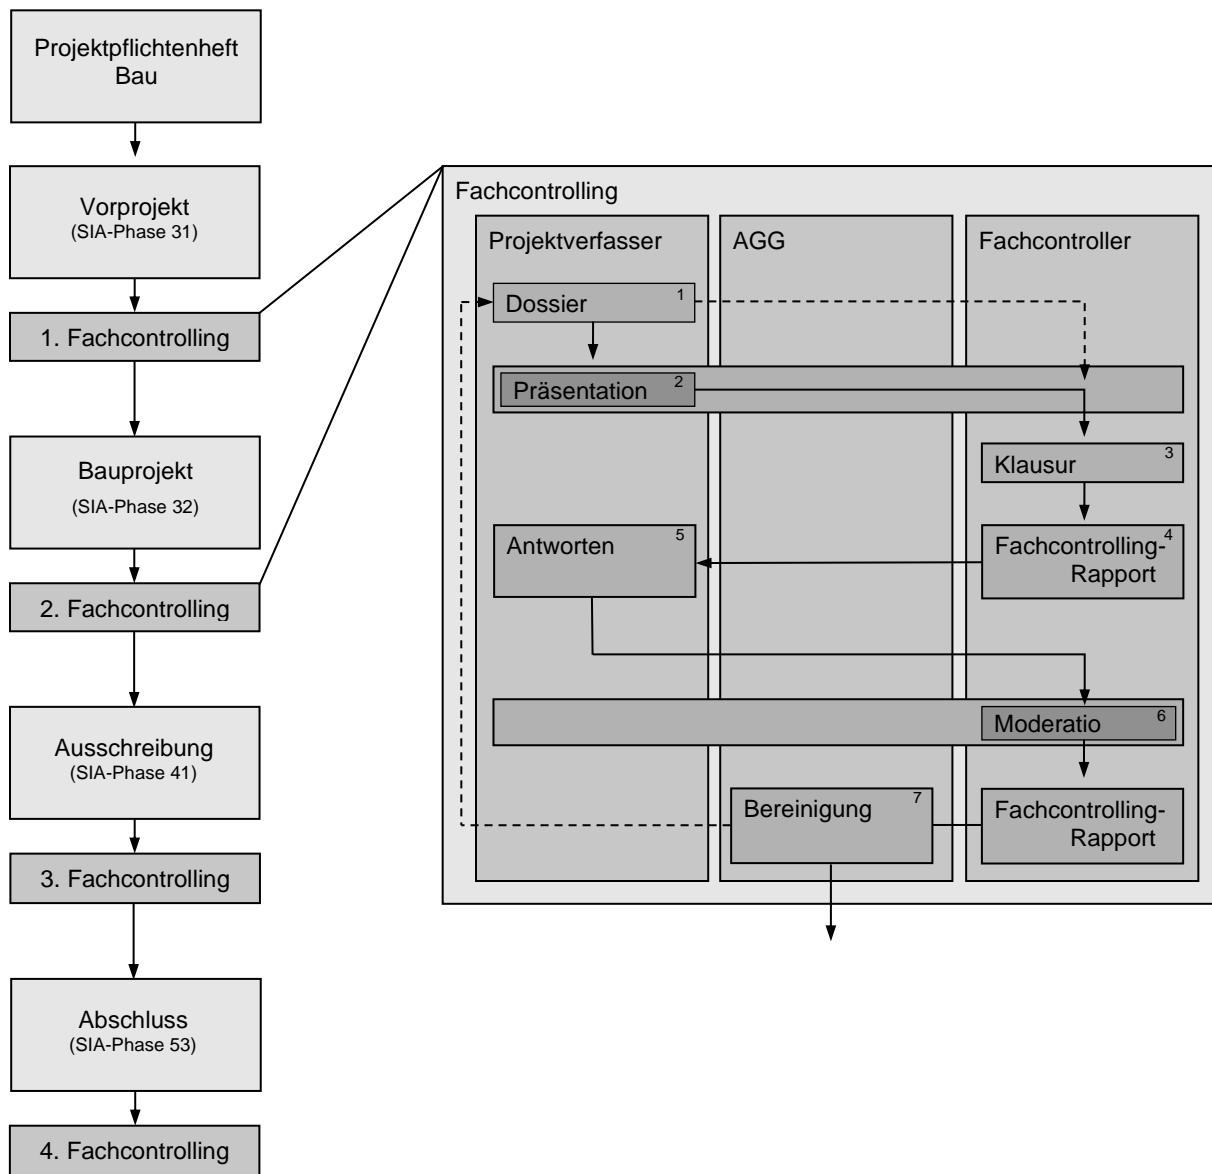 Projektpflichtenheft
Bau
Vorprojekt
(SIA-Phase 31)
1. Fachcontrolling
Bauprojekt
(SIA-Phase 32)
2. Fachcontrolling
Ausschreibung
(SIA-Phase 41)
3. Fachcontrolling
Abschluss
(SIA-Phase 53)
4. Fachcontrolling
Fachcontrolling
Projektverfasser
AGG
Fachcontroller
Dossier 1
Präsentation 2
Klausur 3
Antworten 5
Fachcontrolling- 4
Rapport
Moderatio 6
Bereinigung 7
Fachcontrolling-
Rapport